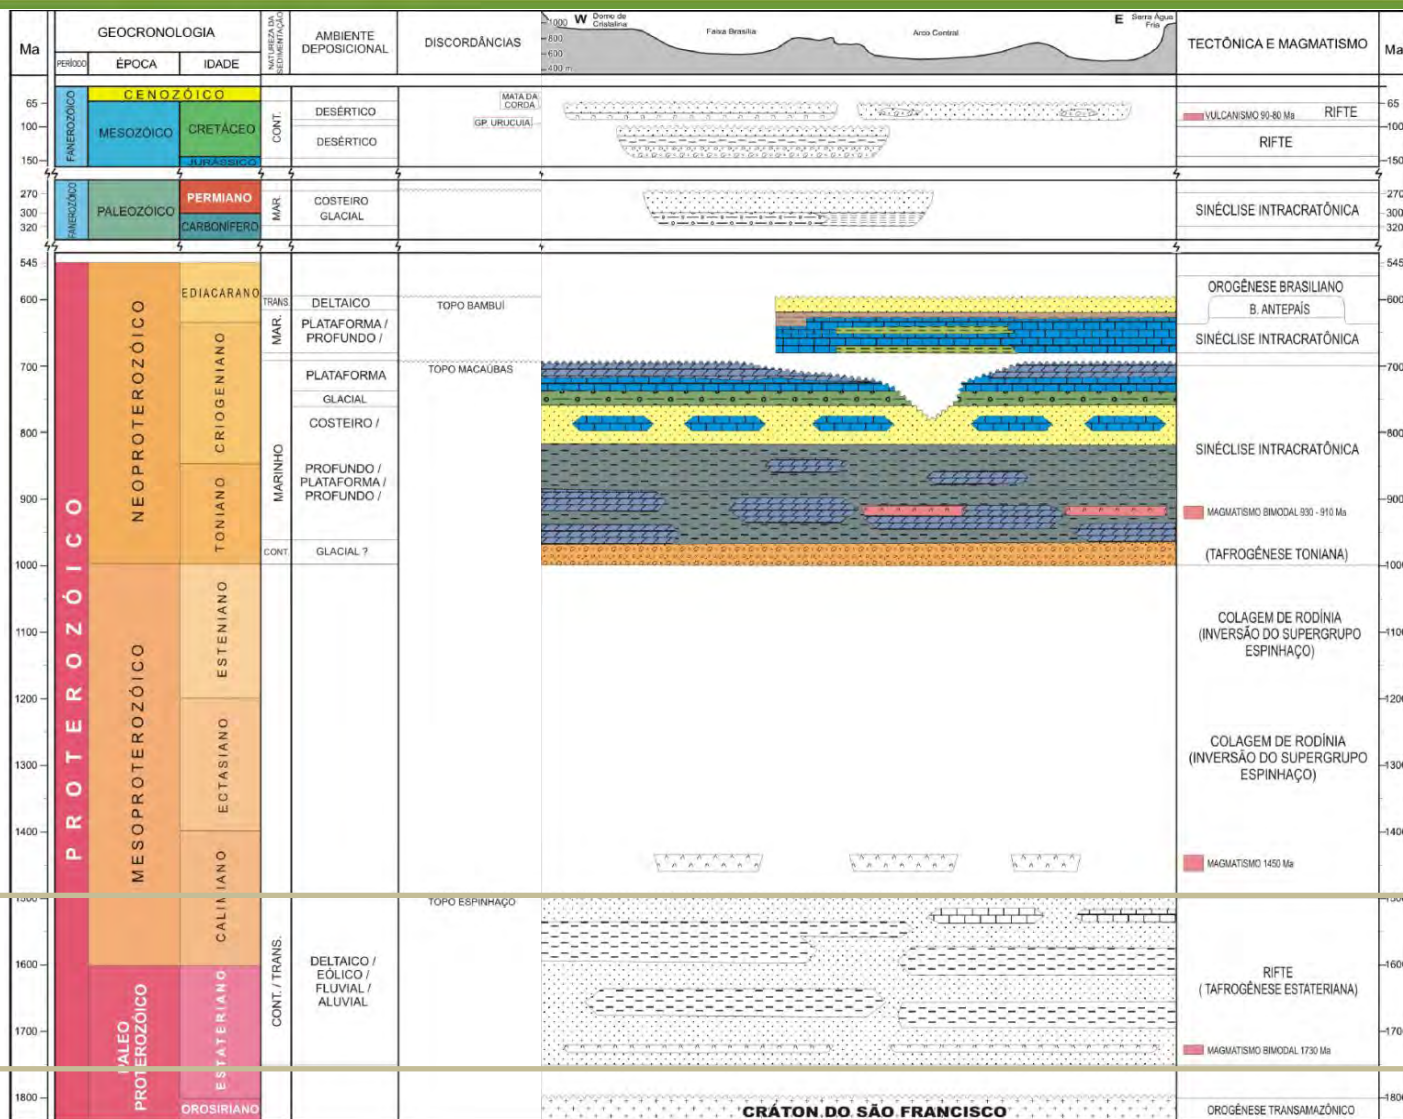 Ma
GEOCRONOLOGIA
PERÍODO
ÉPOCA
IDADE
NATUREZA DA
SEDIMENTAÇÃO
AMBIENTE
DEPOSICIONAL
DISCORDÂNCIAS
1000
800
600
400 m
W
Domo de
Cristalina
Faixa Brasília
Arco Central
E
Serra Água
Fria
TECTÔNICA E MAGMATISMO
Ma
65
100
150
FANEROZÓICO
CENOZÓICO
MESOZÓICO
CRETÁCEO
JURÁSSICO
CONT.
DESÉRTICO
DESÉRTICO
MATA DA
CORDA
GP. URUCUIA
VULCANISMO 90-80 Ma
RIFTE
RIFTE
65
100
150
270
300
320
FANEROZÓICO
PALEOZÓICO
PERMIANO
CARBONÍFERO
MAR.
COSTEIRO
GLACIAL
SINÉCLISE INTRACRATÔNICA
270
300
320
545
600
700
800
900
1000
1100
1200
1300
1400
1500
1600
1700
1800
PROTEROZÓICO
NEOPROTEROZÓICO
MESOPROTEROZÓICO
PALEO
PROTEROZÓICO
EDIACARANO
CRIOGENIANO
TONIANO
ESTENIANO
ECTASIANO
CALIMIANO
ESTATERIANO
OROSIRIANO
TRANS.
MAR.
MARINHO
CONT.
CONT. / TRANS.
DELTAICO
PLATAFORMA /
PROFUNDO /
PLATAFORMA
GLACIAL
COSTEIRO /
PROFUNDO /
PLATAFORMA /
PROFUNDO /
GLACIAL ?
DELTAICO /
EÓLICO /
FLUVIAL /
ALUVIAL
TOPO BAMBUÍ
TOPO MACAÚBAS
TOPO ESPINHAÇO
CRÁTON DO SÃO FRANCISCO
OROGÊNESE BRASILIANO
B. ANTEPAÍS
SINÉCLISE INTRACRATÔNICA
SINÉCLISE INTRACRATÔNICA
MAGMATISMO BIMODAL 930 - 910 Ma
(TAFROGÊNESE TONIANA)
COLAGEM DE RODÍNIA
(INVERSÃO DO SUPERGRUPO
ESPINHAÇO)
COLAGEM DE RODÍNIA
(INVERSÃO DO SUPERGRUPO
ESPINHAÇO)
MAGMATISMO 1450 Ma
RIFTE
( TAFROGÊNESE ESTATERIANA)
MAGMATISMO BIMODAL 1730 Ma
OROGÊNESE TRANSAMAZÔNICO
545
600
700
800
900
1000